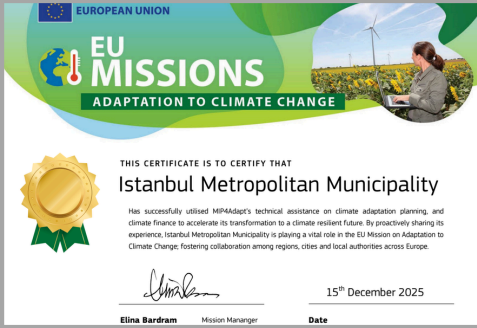 EUROPEAN UNION
EU
MISSIONS
ADAPTATION TO CLIMATE CHANGE
THIS CERTIFICATE IS TO CERTIFY THAT
Istanbul Metropolitan Municipality
Has successfully utilised MIP4Adapt's technical assistance on climate adaptation planning, and
climate finance to accelerate its transformation to a climate resilient future. By proactively sharing its
experience, Istanbul Metropolitan Municipality is playing a vital role in the EU Mission on Adaptation to
Climate Change; fostering collaboration among regions, cities and local authorities across Europe.
15th December 2025
Elina Bardram Mission Mananger Date